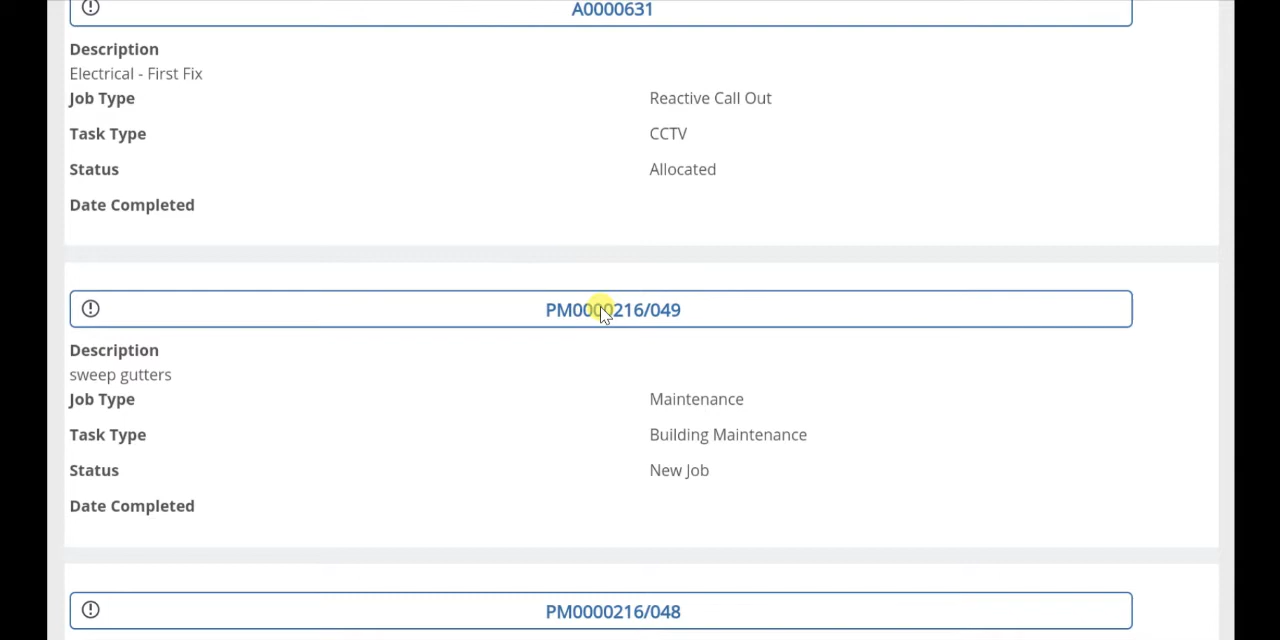 A0000631
Description
Electrical - First Fix
Job Type Reactive Call Out
Task Type CCTV
Status Allocated
Date Completed
PM0000216/049
Description
sweep gutters
Job Type Maintenance
Task Type Building Maintenance
Status New Job
Date Completed
PM0000216/048